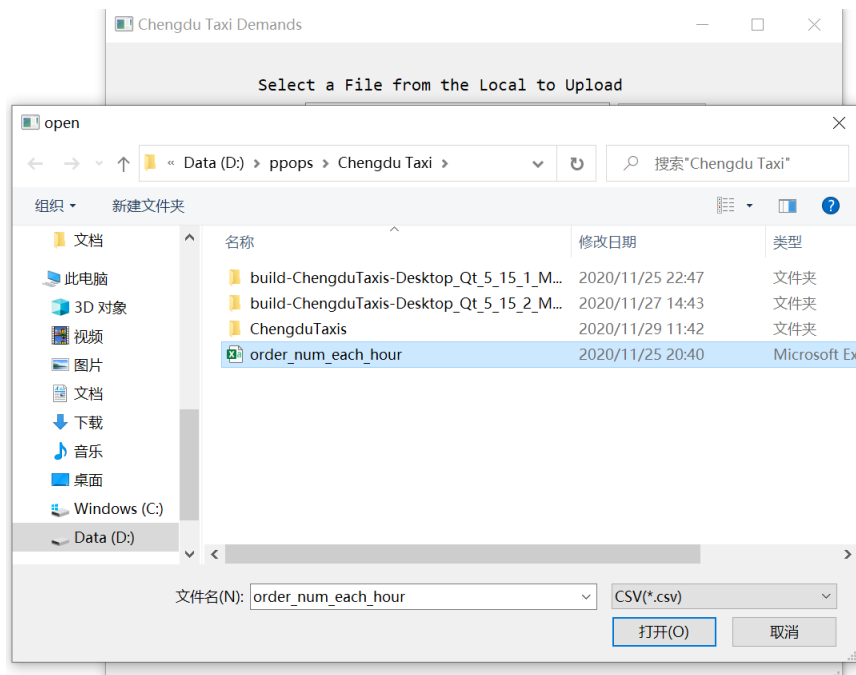 Chengdu Taxi Demands
Select a File from the Local to Upload
open
« Data (D:) > ppops > Chengdu Taxi >
搜索"Chengdu Taxi"
组织 新建文件夹
文档
此电脑
3D 对象
视频
图片
文档
下载
音乐
桌面
Windows (C:)
Data (D:)
名称 修改日期 类型
build-ChengduTaxis-Desktop_Qt_5_15_1_M... 2020/11/25 22:47 文件夹
build-ChengduTaxis-Desktop_Qt_5_15_2_M... 2020/11/27 14:43 文件夹
ChengduTaxis 2020/11/29 11:42 文件夹
order_num_each_hour 2020/11/25 20:40 Microsoft Ex
文件名(N): order_num_each_hour CSV(*.csv)
打开(O) 取消